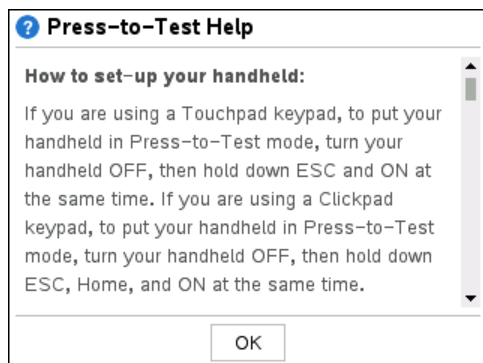 Press-to-Test Help
How to set-up your handheld:
If you are using a Touchpad keypad, to put your
handheld in Press-to-Test mode, turn your
handheld OFF, then hold down ESC and ON at
the same time. If you are using a Clickpad
keypad, to put your handheld in Press-to-Test
mode, turn your handheld OFF, then hold down
ESC, Home, and ON at the same time.
OK